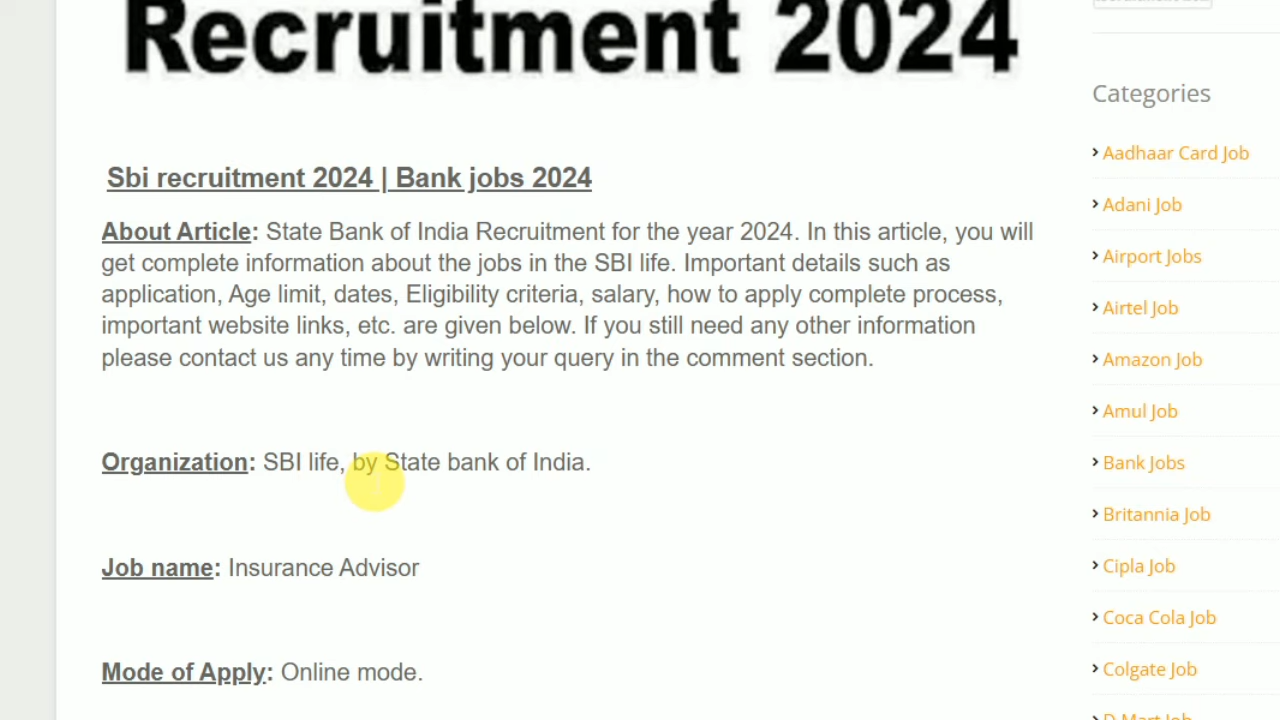 Recruitment 2024
Sbi recruitment 2024 | Bank jobs 2024
About Article: State Bank of India Recruitment for the year 2024. In this article, you will
get complete information about the jobs in the SBI life. Important details such as
application, Age limit, dates, Eligibility criteria, salary, how to apply complete process,
important website links, etc. are given below. If you still need any other information
please contact us any time by writing your query in the comment section.
Organization: SBI life, by State bank of India.
Job name: Insurance Advisor
Mode of Apply: Online mode.
Categories
Aadhaar Card Job
Adani Job
Airport Jobs
Airtel Job
Amazon Job
Amul Job
Bank Jobs
Britannia Job
Cipla Job
Coca Cola Job
Colgate Job
D Mart Job